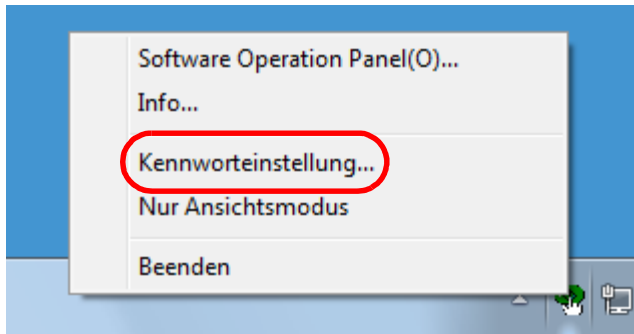 Software Operation Panel(O)...
Info...
Kennworteinstellung...
Nur Ansichtsmodus
Beenden